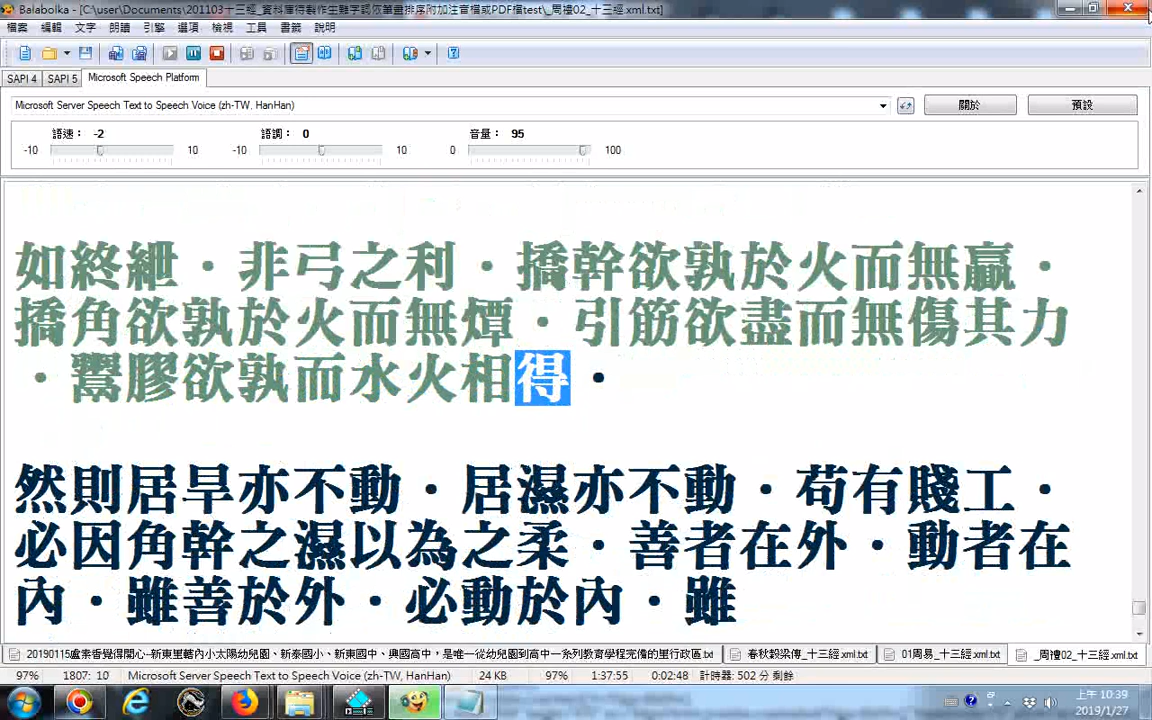 Balabolka - [C:\user\Documents\201103十三經_資料庫待製作生難字詞依筆畫排序附加注音檔或PDF檔test\_周禮02_十三經.xml.txt]
檔案 編輯 文字 朗讀 引擎 選項 檢視 工具 書籤 說明
SAPI 4 SAPI 5 Microsoft Speech Platform
Microsoft Server Speech Text to Speech Voice (zh-TW, HanHan) 關於 預設
語速： -2 語調： 0 音量： 95
-10 10 -10 10 0 100
如終紲．非弓之利．撟幹欲孰於火而無贏．
撟角欲孰於火而無燂．引筋欲盡而無傷其力
．鬻膠欲孰而水火相得．
然則居旱亦不動．居濕亦不動．苟有賤工．
必因角幹之濕以為之柔．善者在外．動者在
內．雖善於外．必動於內．雖
20190115盧素香覺得開心--新東里轄內小太陽幼兒園、新泰國小、新東國中、興國高中，是唯一從幼兒園到高中一系列教育學程完備的里行政區.txt 春秋穀梁傳_十三經.txt 01周易_十三經.txt _周禮02_十三經.txt
97% 1807: 10 Microsoft Server Speech Text to Speech Voice (zh-TW, HanHan) 24 KB 97% 1:37:55 0:02:48 計時器: 502 分 剩餘
上午 10:39
2019/1/27